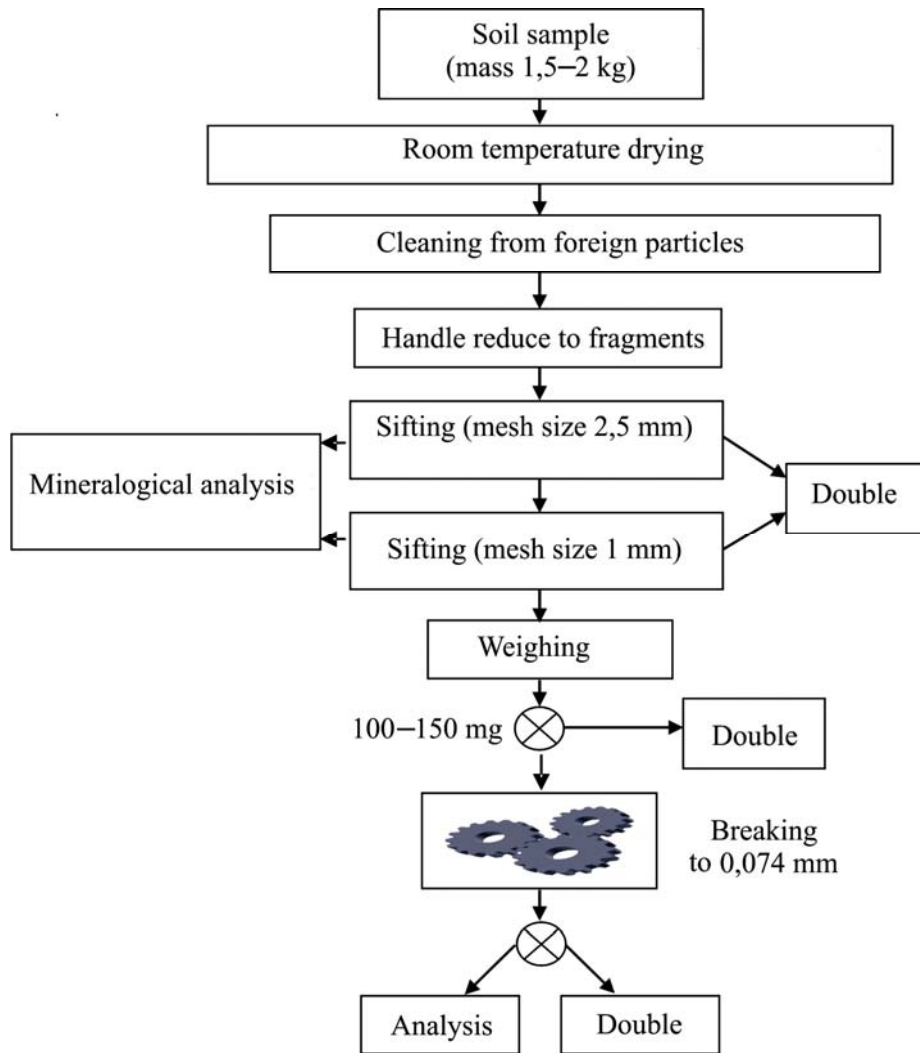 Soil sample
(mass 1,5–2 kg)
Room temperature drying
Cleaning from foreign particles
Handle reduce to fragments
Sifting (mesh size 2,5 mm)
Mineralogical analysis
Double
Sifting (mesh size 1 mm)
Weighing
100–150 mg
Double
Breaking
to 0,074 mm
Analysis
Double